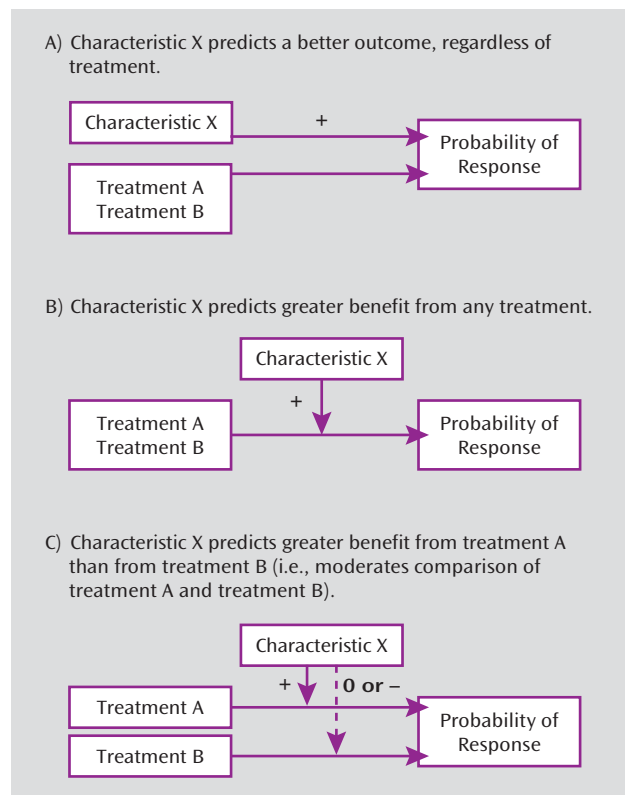 A) Characteristic X predicts a better outcome, regardless of
treatment.
Characteristic X
+
Probability of
Response
Treatment A
Treatment B
B) Characteristic X predicts greater benefit from any treatment.
Characteristic X
+
Treatment A
Treatment B
Probability of
Response
C) Characteristic X predicts greater benefit from treatment A
than from treatment B (i.e., moderates comparison of
treatment A and treatment B).
Characteristic X
+
0 or –
Treatment A
Treatment B
Probability of
Response